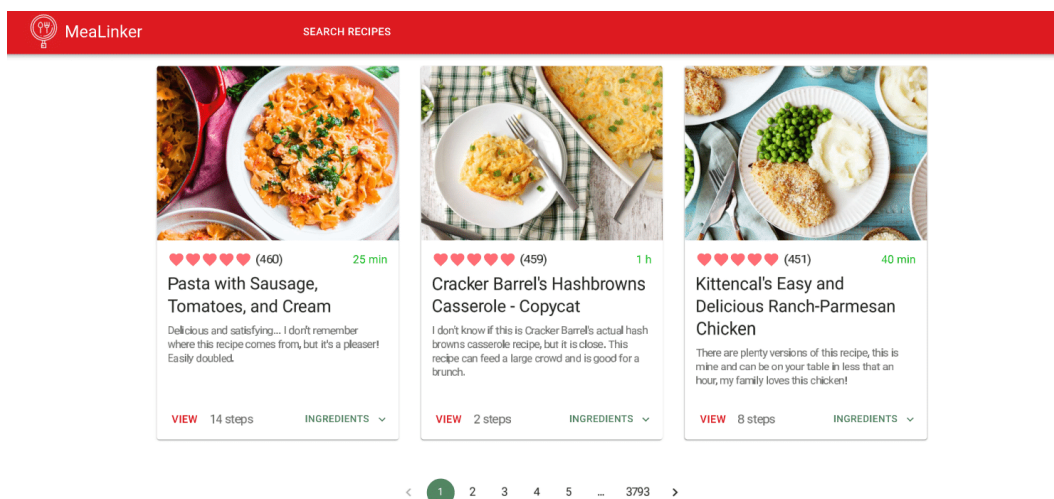 MeaLinker
SEARCH RECIPES
(460)
25 min
Pasta with Sausage,
Tomatoes, and Cream
Delicious and satisfying... I don't remember
where this recipe comes from, but it's a pleaser!
Easily doubled.
VIEW 14 steps INGREDIENTS
(459)
1 h
Cracker Barrel's Hashbrowns
Casserole - Copycat
I don't know if this is Cracker Barrel's actual hash
browns casserole recipe, but it is close. This
recipe can feed a large crowd and is good for a
brunch.
VIEW 2 steps INGREDIENTS
(451)
40 min
Kittencal's Easy and
Delicious Ranch-Parmesan
Chicken
There are plenty versions of this recipe, this is
mine and can be on your table in less that an
hour, my family loves this chicken!
VIEW 8 steps INGREDIENTS
1 2 3 4 5 ... 3793